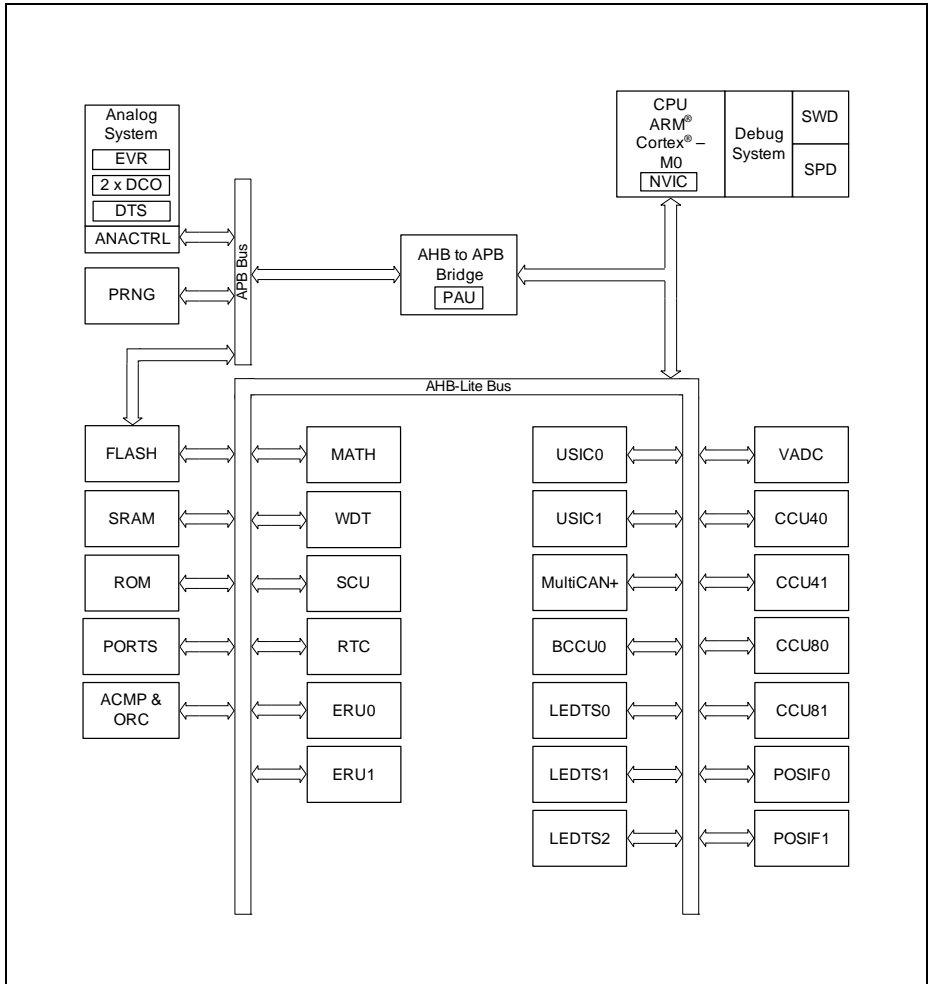 Analog
System
EVR
2 x DCO
DTS
ANACTRL
PRNG
APB Bus
AHB to APB
Bridge
PAU
CPU
ARM®
Cortex® –
M0
NVIC
Debug
System
SWD
SPD
AHB-Lite Bus
FLASH
SRAM
ROM
PORTS
ACMP &
ORC
MATH
WDT
SCU
RTC
ERU0
ERU1
USIC0
USIC1
MultiCAN+
BCCU0
LEDTS0
LEDTS1
LEDTS2
VADC
CCU40
CCU41
CCU80
CCU81
POSIF0
POSIF1